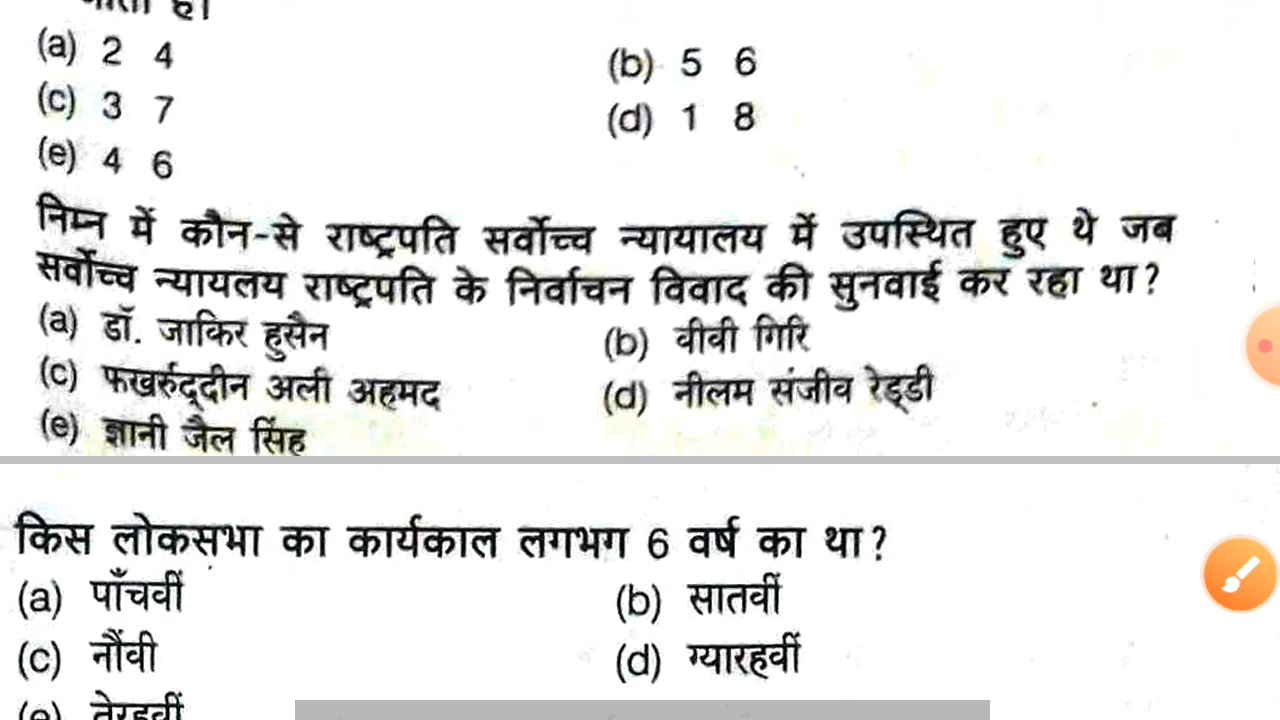 (a) 2 4
(b) 5 6
(c) 3 7
(d) 1 8
(e) 4 6
निम्न में कौन-से राष्ट्रपति सर्वोच्च न्यायालय में उपस्थित हुए थे जब
सर्वोच्च न्यायलय राष्ट्रपति के निर्वाचन विवाद की सुनवाई कर रहा था?
(a) डॉ. जाकिर हुसैन
(b) वीवी गिरि
(c) फखरुंद्दीन अली अहमद
(d) नीलम संजीव रेड्डी
(e) ज्ञानी जैल सिंह
किस लोकसभा का कार्यकाल लगभग 6 वर्ष का था?
(a) पाँचवीं
(b) सातवीं
(c) नौंवी
(d) ग्यारहवीं
(e) तेरहवीं